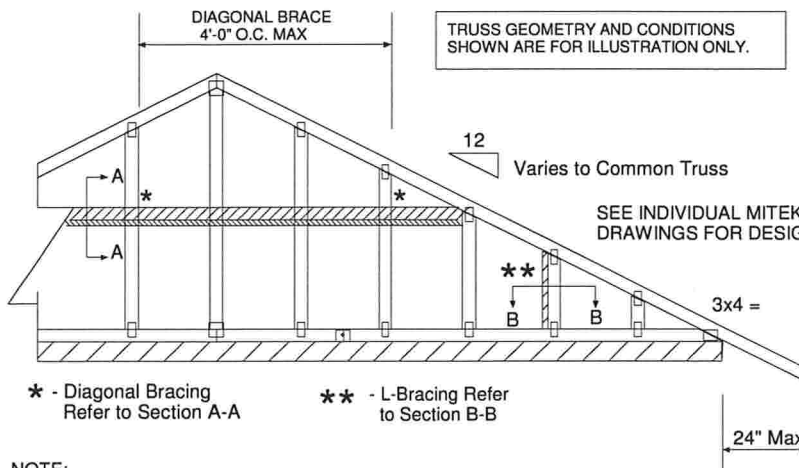 DIAGONAL BRACE
4'-0" O.C. MAX
TRUSS GEOMETRY AND CONDITIONS
SHOWN ARE FOR ILLUSTRATION ONLY.
12
Varies to Common Truss
A
*
*
SEE INDIVIDUAL MITEK
DRAWINGS FOR DESIG
A
**
B
B
3x4 =
* - Diagonal Bracing
Refer to Section A-A
** - L-Bracing Refer
to Section B-B
24" Max
NOTE: